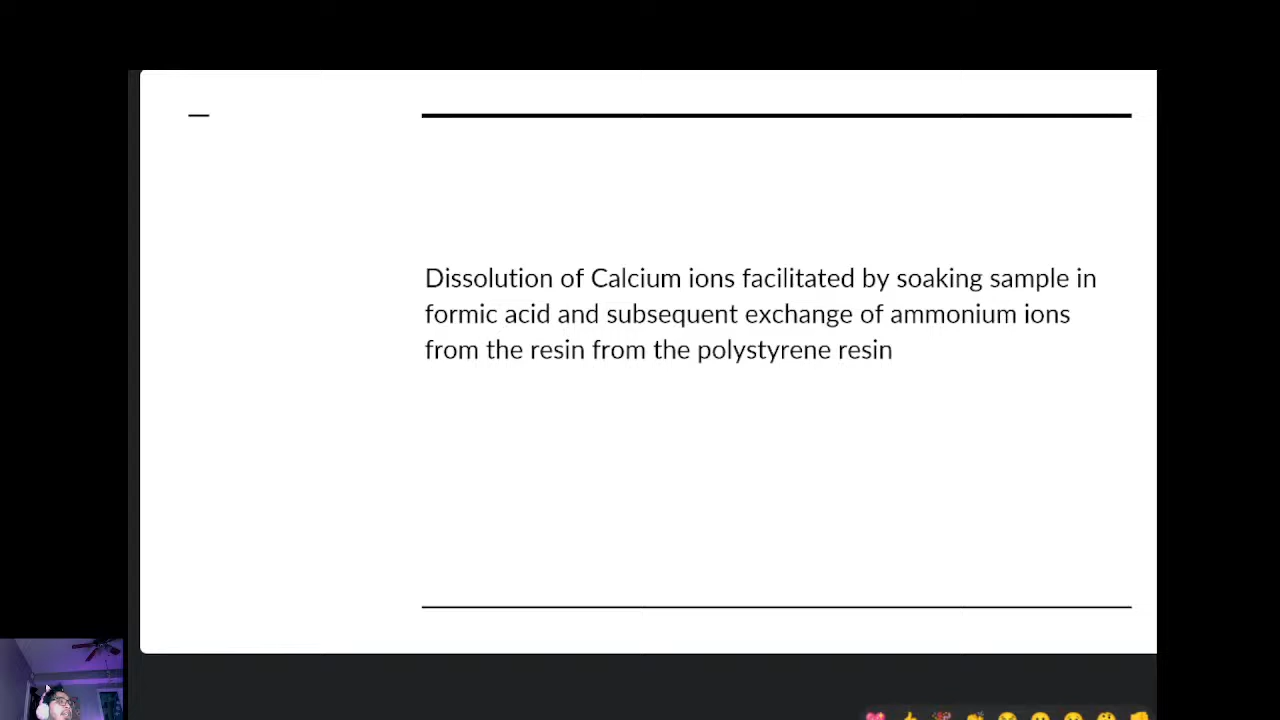 Dissolution of Calcium ions facilitated by soaking sample in
formic acid and subsequent exchange of ammonium ions
from the resin from the polystyrene resin